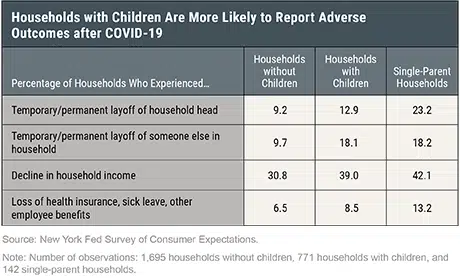 Households with Children Are More Likely to Report Adverse
Outcomes after COVID-19
Percentage of Households Who Experienced...
Households
without
Children
Households
with
Children
Single-Parent
Households
Temporary/permanent layoff of household head
9.2
12.9
23.2
Temporary/permanent layoff of someone else in
household
9.7
18.1
18.2
Decline in household income
30.8
39.0
42.1
Loss of health insurance, sick leave, other
employee benefits
6.5
8.5
13.2
Source: New York Fed Survey of Consumer Expectations.
Note: Number of observations: 1,695 households without children, 771 households with children, and
142 single-parent households.